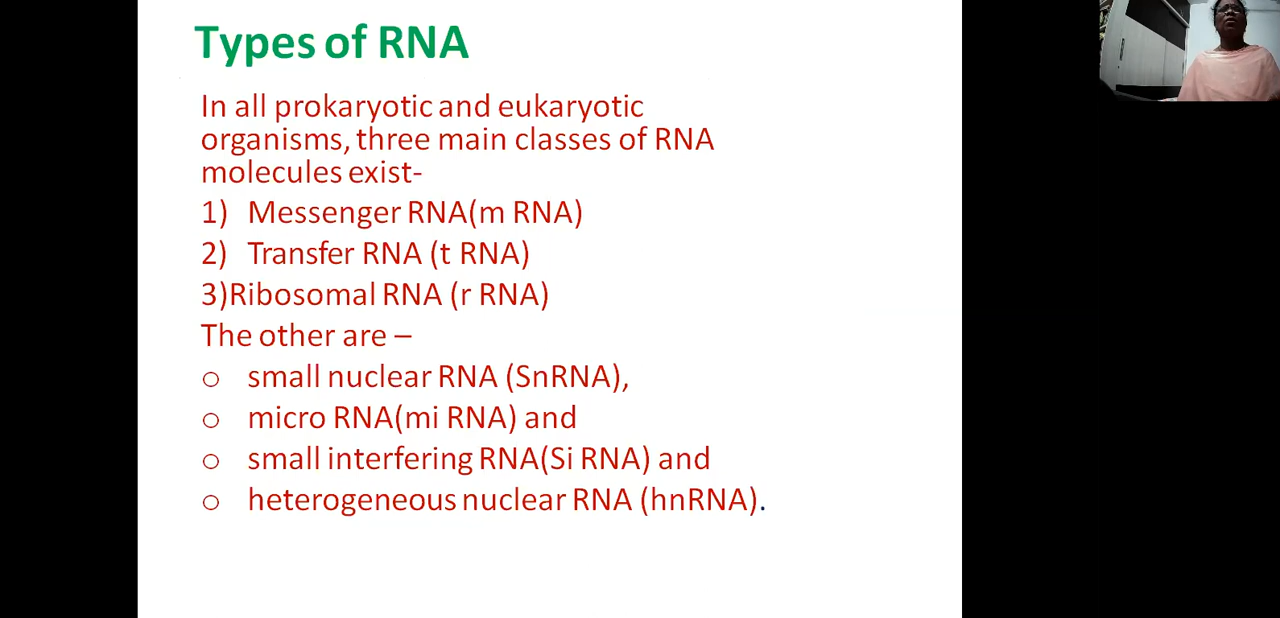 Types of RNA
In all prokaryotic and eukaryotic
organisms, three main classes of RNA
molecules exist-
1) Messenger RNA(m RNA)
2) Transfer RNA (t RNA)
3)Ribosomal RNA (r RNA)
The other are –
o small nuclear RNA (SnRNA),
o micro RNA(mi RNA) and
o small interfering RNA(Si RNA) and
o heterogeneous nuclear RNA (hnRNA).